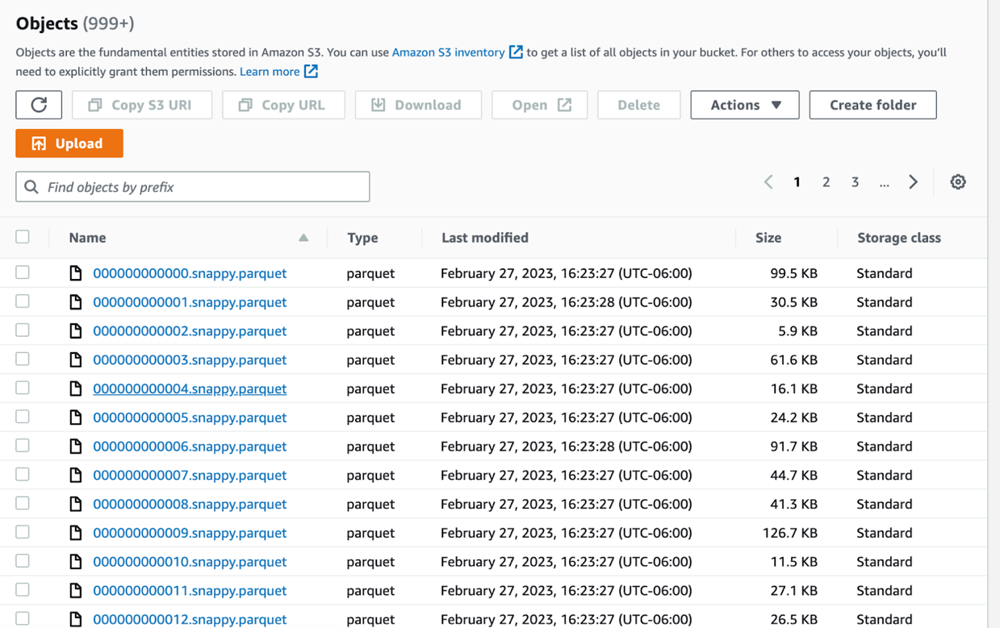 Objects (999+)
Objects are the fundamental entities stored in Amazon S3. You can use Amazon S3 inventory to get a list of all objects in your bucket. For others to access your objects, you'll
need to explicitly grant them permissions. Learn more
Copy S3 URI Copy URL Download Open Delete Actions Create folder
Upload
Find objects by prefix 1 2 3 ...
Name Type Last modified Size Storage class
000000000000.snappy.parquet parquet February 27, 2023, 16:23:27 (UTC-06:00) 99.5 KB Standard
000000000001.snappy.parquet parquet February 27, 2023, 16:23:28 (UTC-06:00) 30.5 KB Standard
000000000002.snappy.parquet parquet February 27, 2023, 16:23:27 (UTC-06:00) 5.9 KB Standard
000000000003.snappy.parquet parquet February 27, 2023, 16:23:27 (UTC-06:00) 61.6 KB Standard
000000000004.snappy.parquet parquet February 27, 2023, 16:23:27 (UTC-06:00) 16.1 KB Standard
000000000005.snappy.parquet parquet February 27, 2023, 16:23:27 (UTC-06:00) 24.2 KB Standard
000000000006.snappy.parquet parquet February 27, 2023, 16:23:28 (UTC-06:00) 91.7 KB Standard
000000000007.snappy.parquet parquet February 27, 2023, 16:23:27 (UTC-06:00) 44.7 KB Standard
000000000008.snappy.parquet parquet February 27, 2023, 16:23:27 (UTC-06:00) 41.3 KB Standard
000000000009.snappy.parquet parquet February 27, 2023, 16:23:27 (UTC-06:00) 126.7 KB Standard
000000000010.snappy.parquet parquet February 27, 2023, 16:23:27 (UTC-06:00) 11.5 KB Standard
000000000011.snappy.parquet parquet February 27, 2023, 16:23:27 (UTC-06:00) 27.1 KB Standard
000000000012.snappy.parquet parquet February 27, 2023, 16:23:27 (UTC-06:00) 26.5 KB Standard